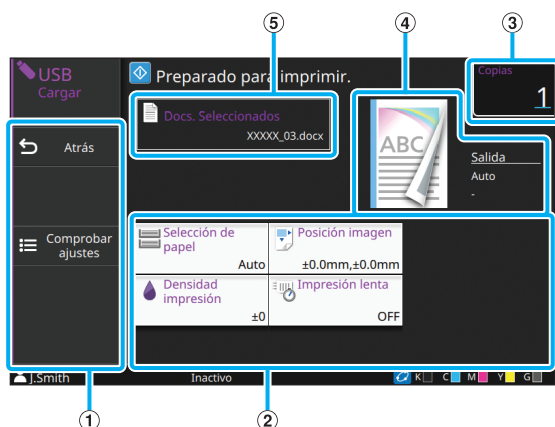 5
4
3
USB
Cargar
Preparado para imprimir.
Copias
1
Docs. Seleccionados
XXXXX_03.docx
ABC
Atrás
Salida
Auto
-
Comprobar
ajustes
Selección de
papel
Auto
Posición imagen
±0.0mm,±0.0mm
Densidad
impresión
±0
Impresión lenta
OFF
J.Smith
Inactivo
K C M Y G
1
2